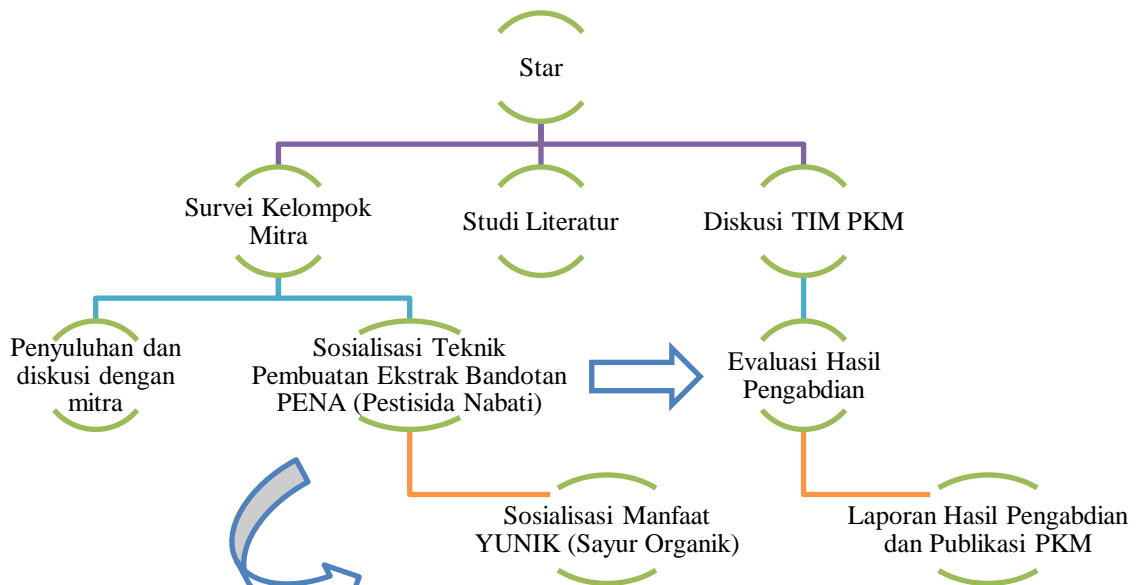 Star
Survei Kelompok
Mitra
Studi Literatur
Diskusi TIM PKM
Penyuluhan dan
diskusi dengan
mitra
Sosialisasi Teknik
Pembuatan Ekstrak Bandotan
PENA (Pestisida Nabati)
Evaluasi Hasil
Pengabdian
Sosialisasi Manfaat
YUNIK (Sayur Organik)
Laporan Hasil Pengabdian
dan Publikasi PKM